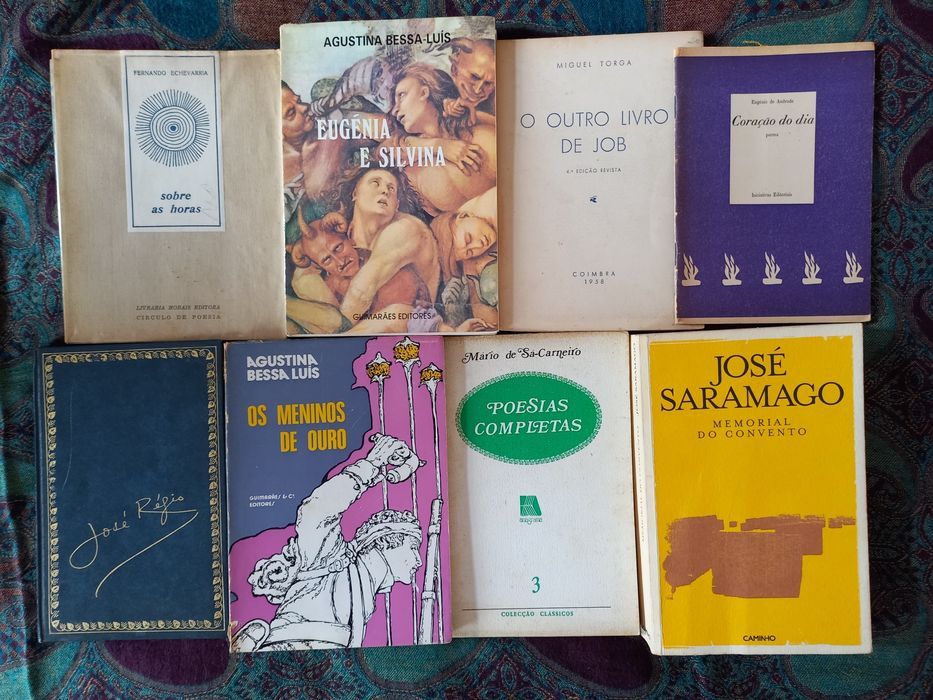 FERNANDO ECHEVARRIA
sobre
as horas
LIVRARIA MORAIS EDITORA
CIRCULO DE POESIA
AGUSTINA BESSA-LUÍS
EUGÉNIA
E SILVINA
GUIMARÃES EDITORES
MIGUEL TORGA
O OUTRO LIVRO
DE JOB
4.ª EDIÇÃO REVISTA
COIMBRA
1958
Eugénio de Andrade
Coração do dia
poema
Iniciativas Editoriais
José Régio
AGUSTINA
BESSA LUÍS
OS MENINOS
DE OURO
GUIMARÃES & C.ª
EDITORES
Mário de Sá-Carneiro
POESIAS
COMPLETAS
3
COLECÇÃO CLÁSSICOS
JOSÉ
SARAMAGO
MEMORIAL
DO CONVENTO
CAMINHO